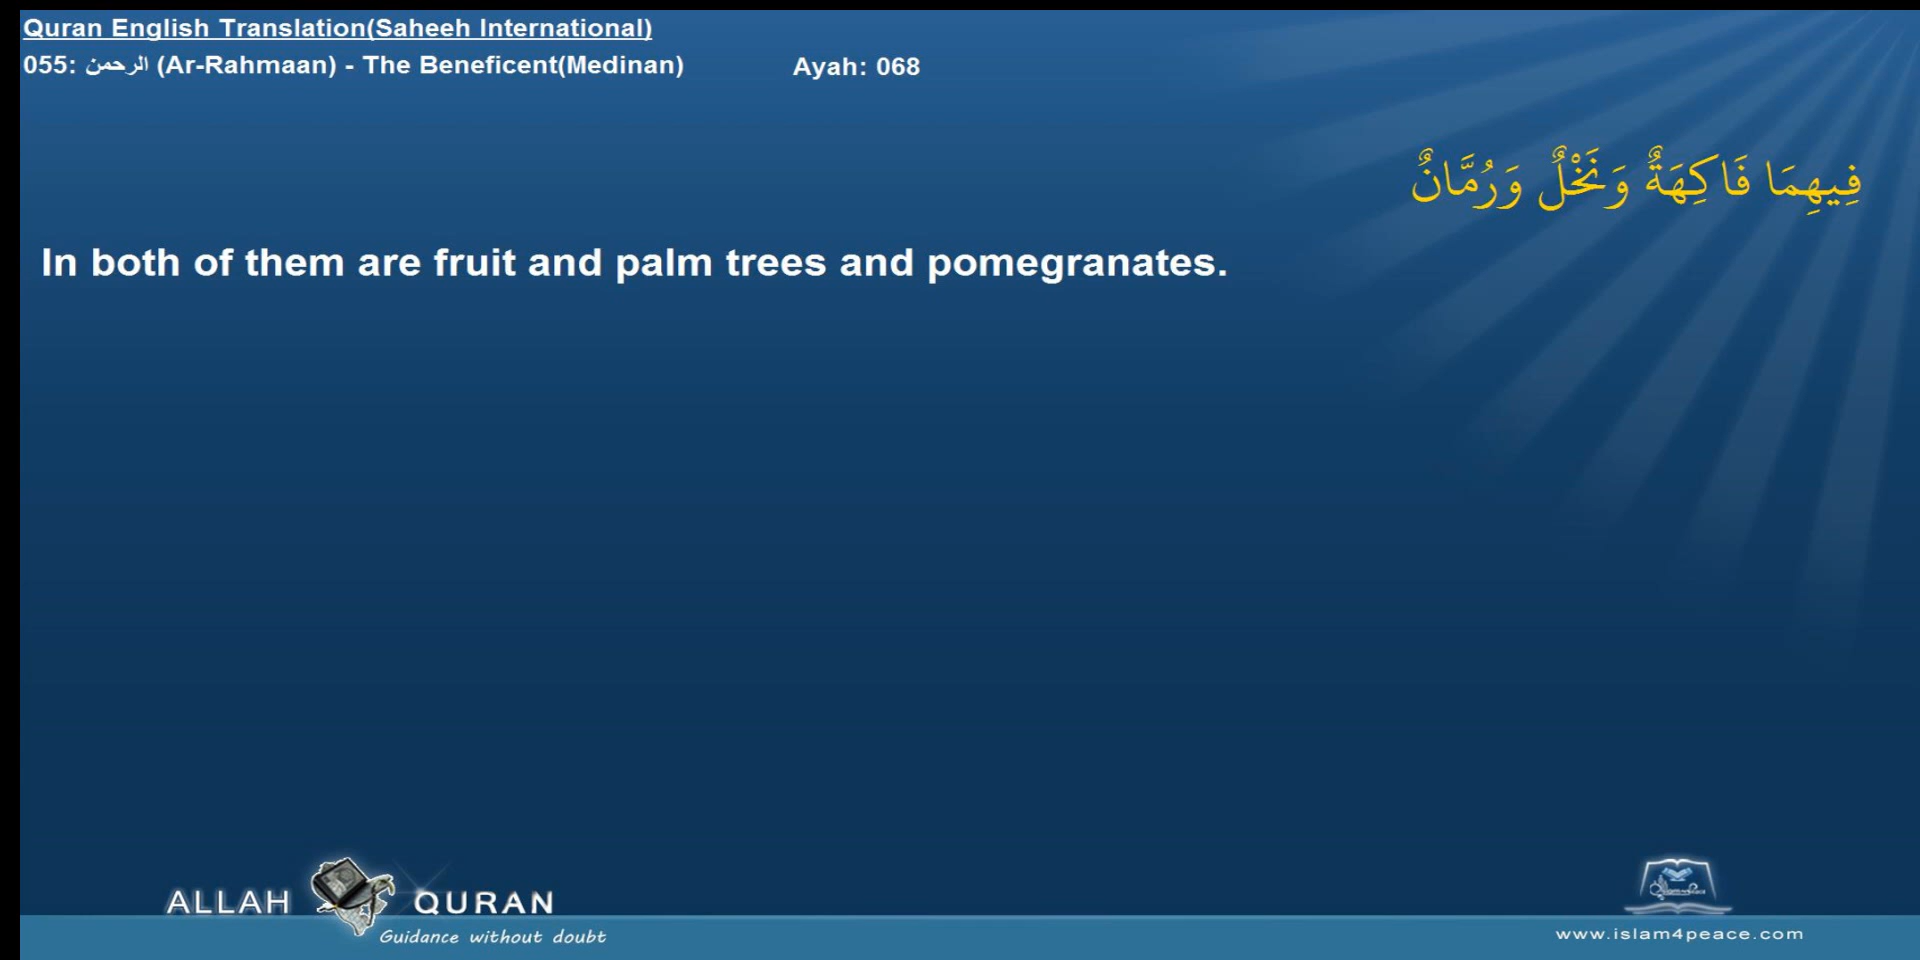 Quran English Translation(Saheeh International)
055: الرحمن (Ar-Rahmaan) - The Beneficent(Medinan) Ayah: 068
فِيهِمَا فَاكِهَةٌ وَنَخْلٌ وَرُمَّانٌ
In both of them are fruit and palm trees and pomegranates.
ALLAH QURAN
Guidance without doubt
www.islam4peace.com